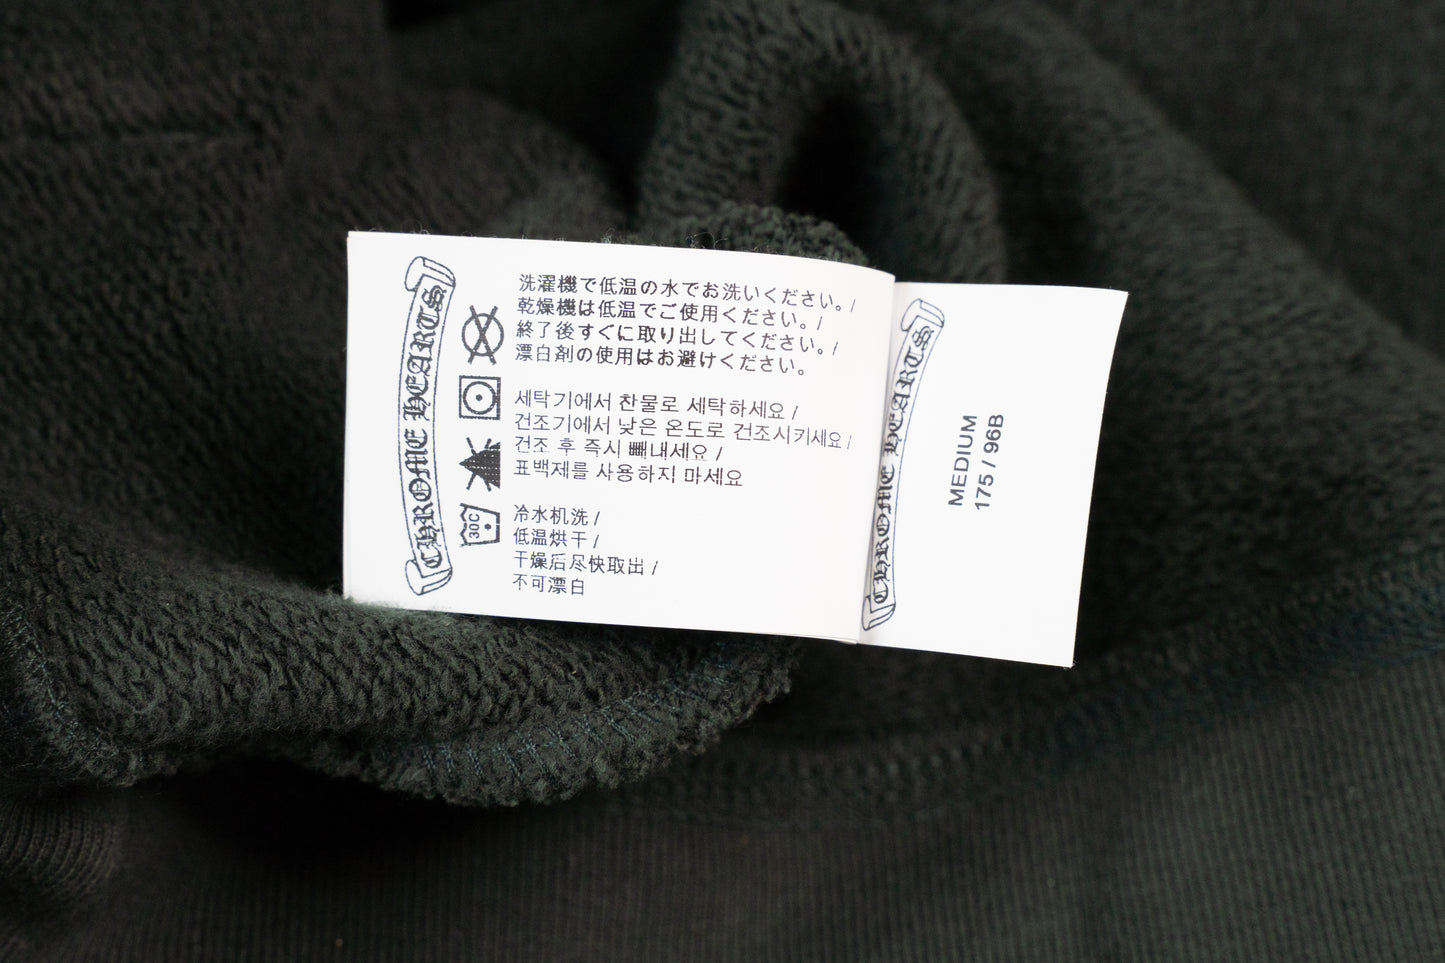 CHROME HEARTS
洗濯機で低温の水でお洗いください。/
乾燥機は低温でご使用ください。/
終了後すぐに取り出してください。/
漂白剤の使用はお避けください。
세탁기에서 찬물로 세탁하세요 /
건조기에서 낮은 온도로 건조시키세요 /
건조 후 즉시 빼내세요 /
표백제를 사용하지 마세요
30C
冷水机洗 /
低温烘干 /
干燥后尽快取出 /
不可漂白
CHROME HEARTS
MEDIUM
175 / 96B